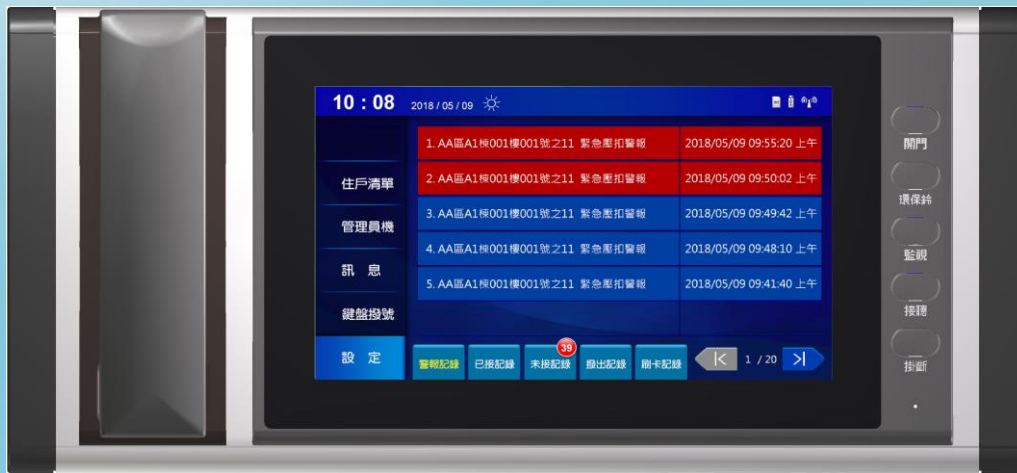 10：08 2018 / 05 / 09
1. AA區A1棟001樓001號之11 緊急壓扣警報 2018/05/09 09:55:20 上午
2. AA區A1棟001樓001號之11 緊急壓扣警報 2018/05/09 09:50:02 上午
3. AA區A1棟001樓001號之11 緊急壓扣警報 2018/05/09 09:49:42 上午
4. AA區A1棟001樓001號之11 緊急壓扣警報 2018/05/09 09:48:10 上午
5. AA區A1棟001樓001號之11 緊急壓扣警報 2018/05/09 09:41:40 上午
住戶清單
管理員機
訊 息
鍵盤撥號
設 定
39
警報記錄 已接記錄 未接記錄 撥出記錄 刷卡記錄 1 / 20
開門
環保鈴
監視
接聽
掛斷